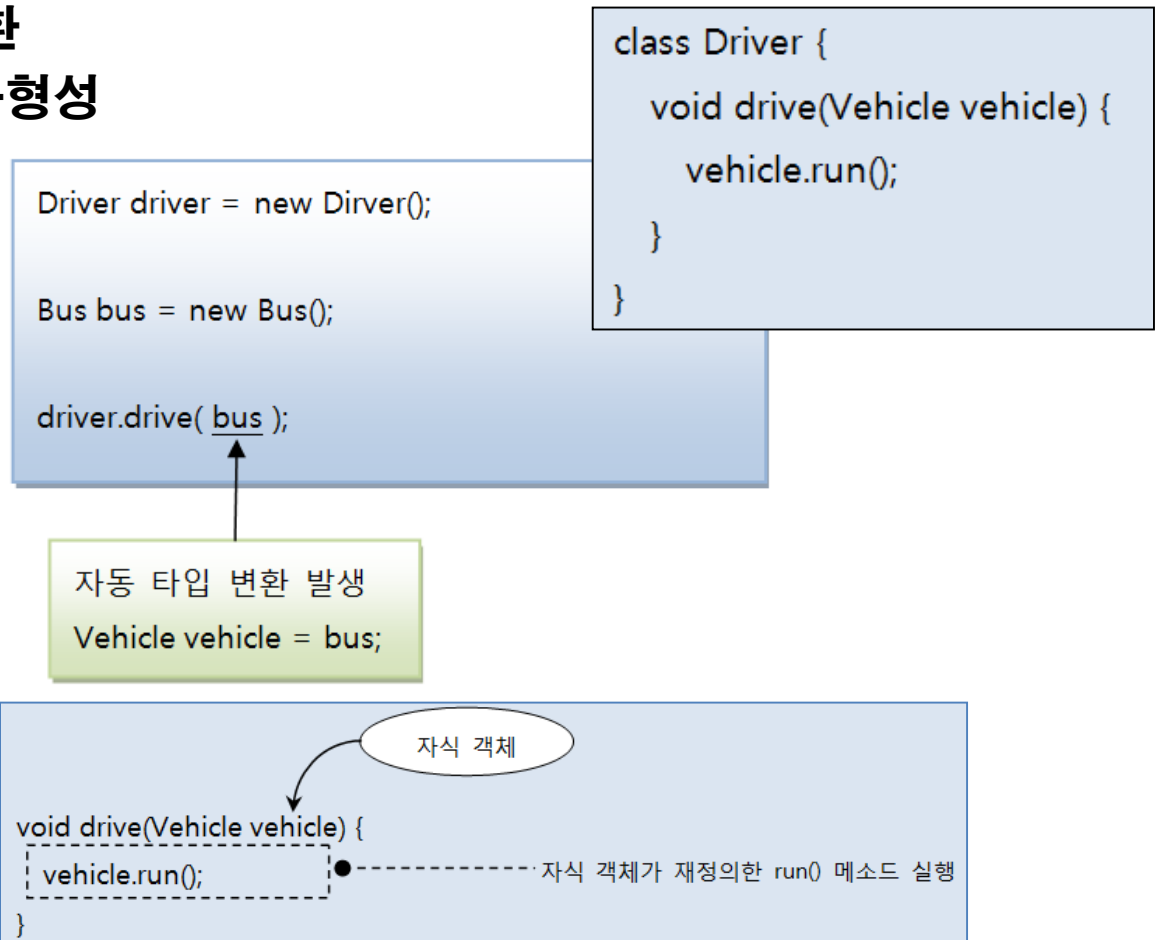 환
형성
class Driver {
void drive(Vehicle vehicle) {
vehicle.run();
}
}
Driver driver = new Dirver();
Bus bus = new Bus();
driver.drive( bus );
자동 타입 변환 발생
Vehicle vehicle = bus;
자식 객체
void drive(Vehicle vehicle) {
vehicle.run();
자식 객체가 재정의한 run() 메소드 실행
}